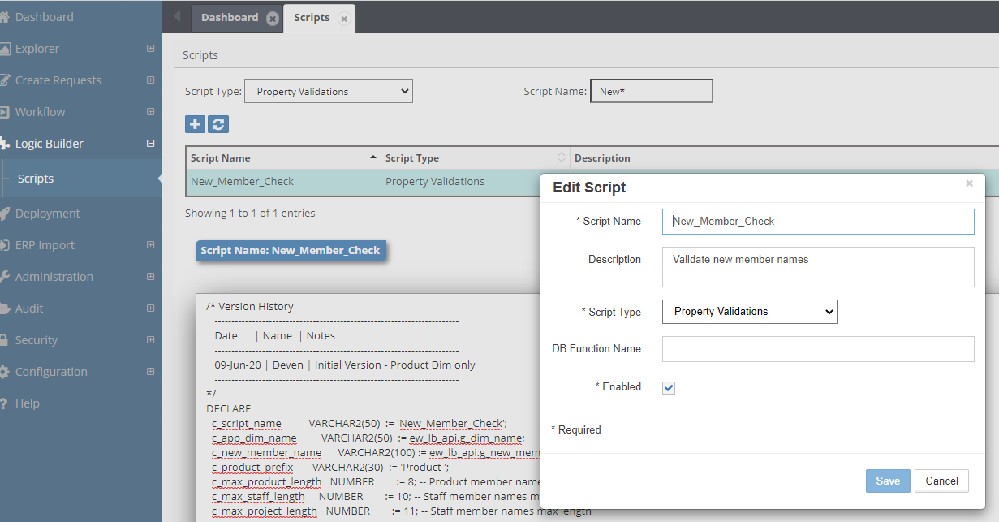 Dashboard
Explorer
Create Requests
Workflow
Logic Builder
Scripts
Deployment
ERP Import
Administration
Audit
Security
Configuration
Help
Dashboard
Scripts
Scripts
Script Type: Property Validations
Script Name: New*
Script Name Script Type Description
New_Member_Check Property Validations
Showing 1 to 1 of 1 entries
Script Name: New_Member_Check
/* Version History
----------------------------------------------------------------------
Date | Name | Notes
----------------------------------------------------------------------
09-Jun-20 | Deven | Initial Version - Product Dim only
----------------------------------------------------------------------
*/
DECLARE
c_script_name VARCHAR2(50) := 'New_Member_Check';
c_app_dim_name VARCHAR2(50) := ew_lb_api.g_dim_name;
c_new_member_name VARCHAR2(100) := ew_lb_api.g_new_mem
c_product_prefix VARCHAR2(30) := 'Product ';
c_max_product_length NUMBER := 8; -- Product member name
c_max_staff_length NUMBER := 10; -- Staff member names ma
c_max_project_length NUMBER := 11; -- Staff member names max length
Edit Script
* Script Name New_Member_Check
Description Validate new member names
* Script Type Property Validations
DB Function Name
* Enabled
* Required
Save Cancel